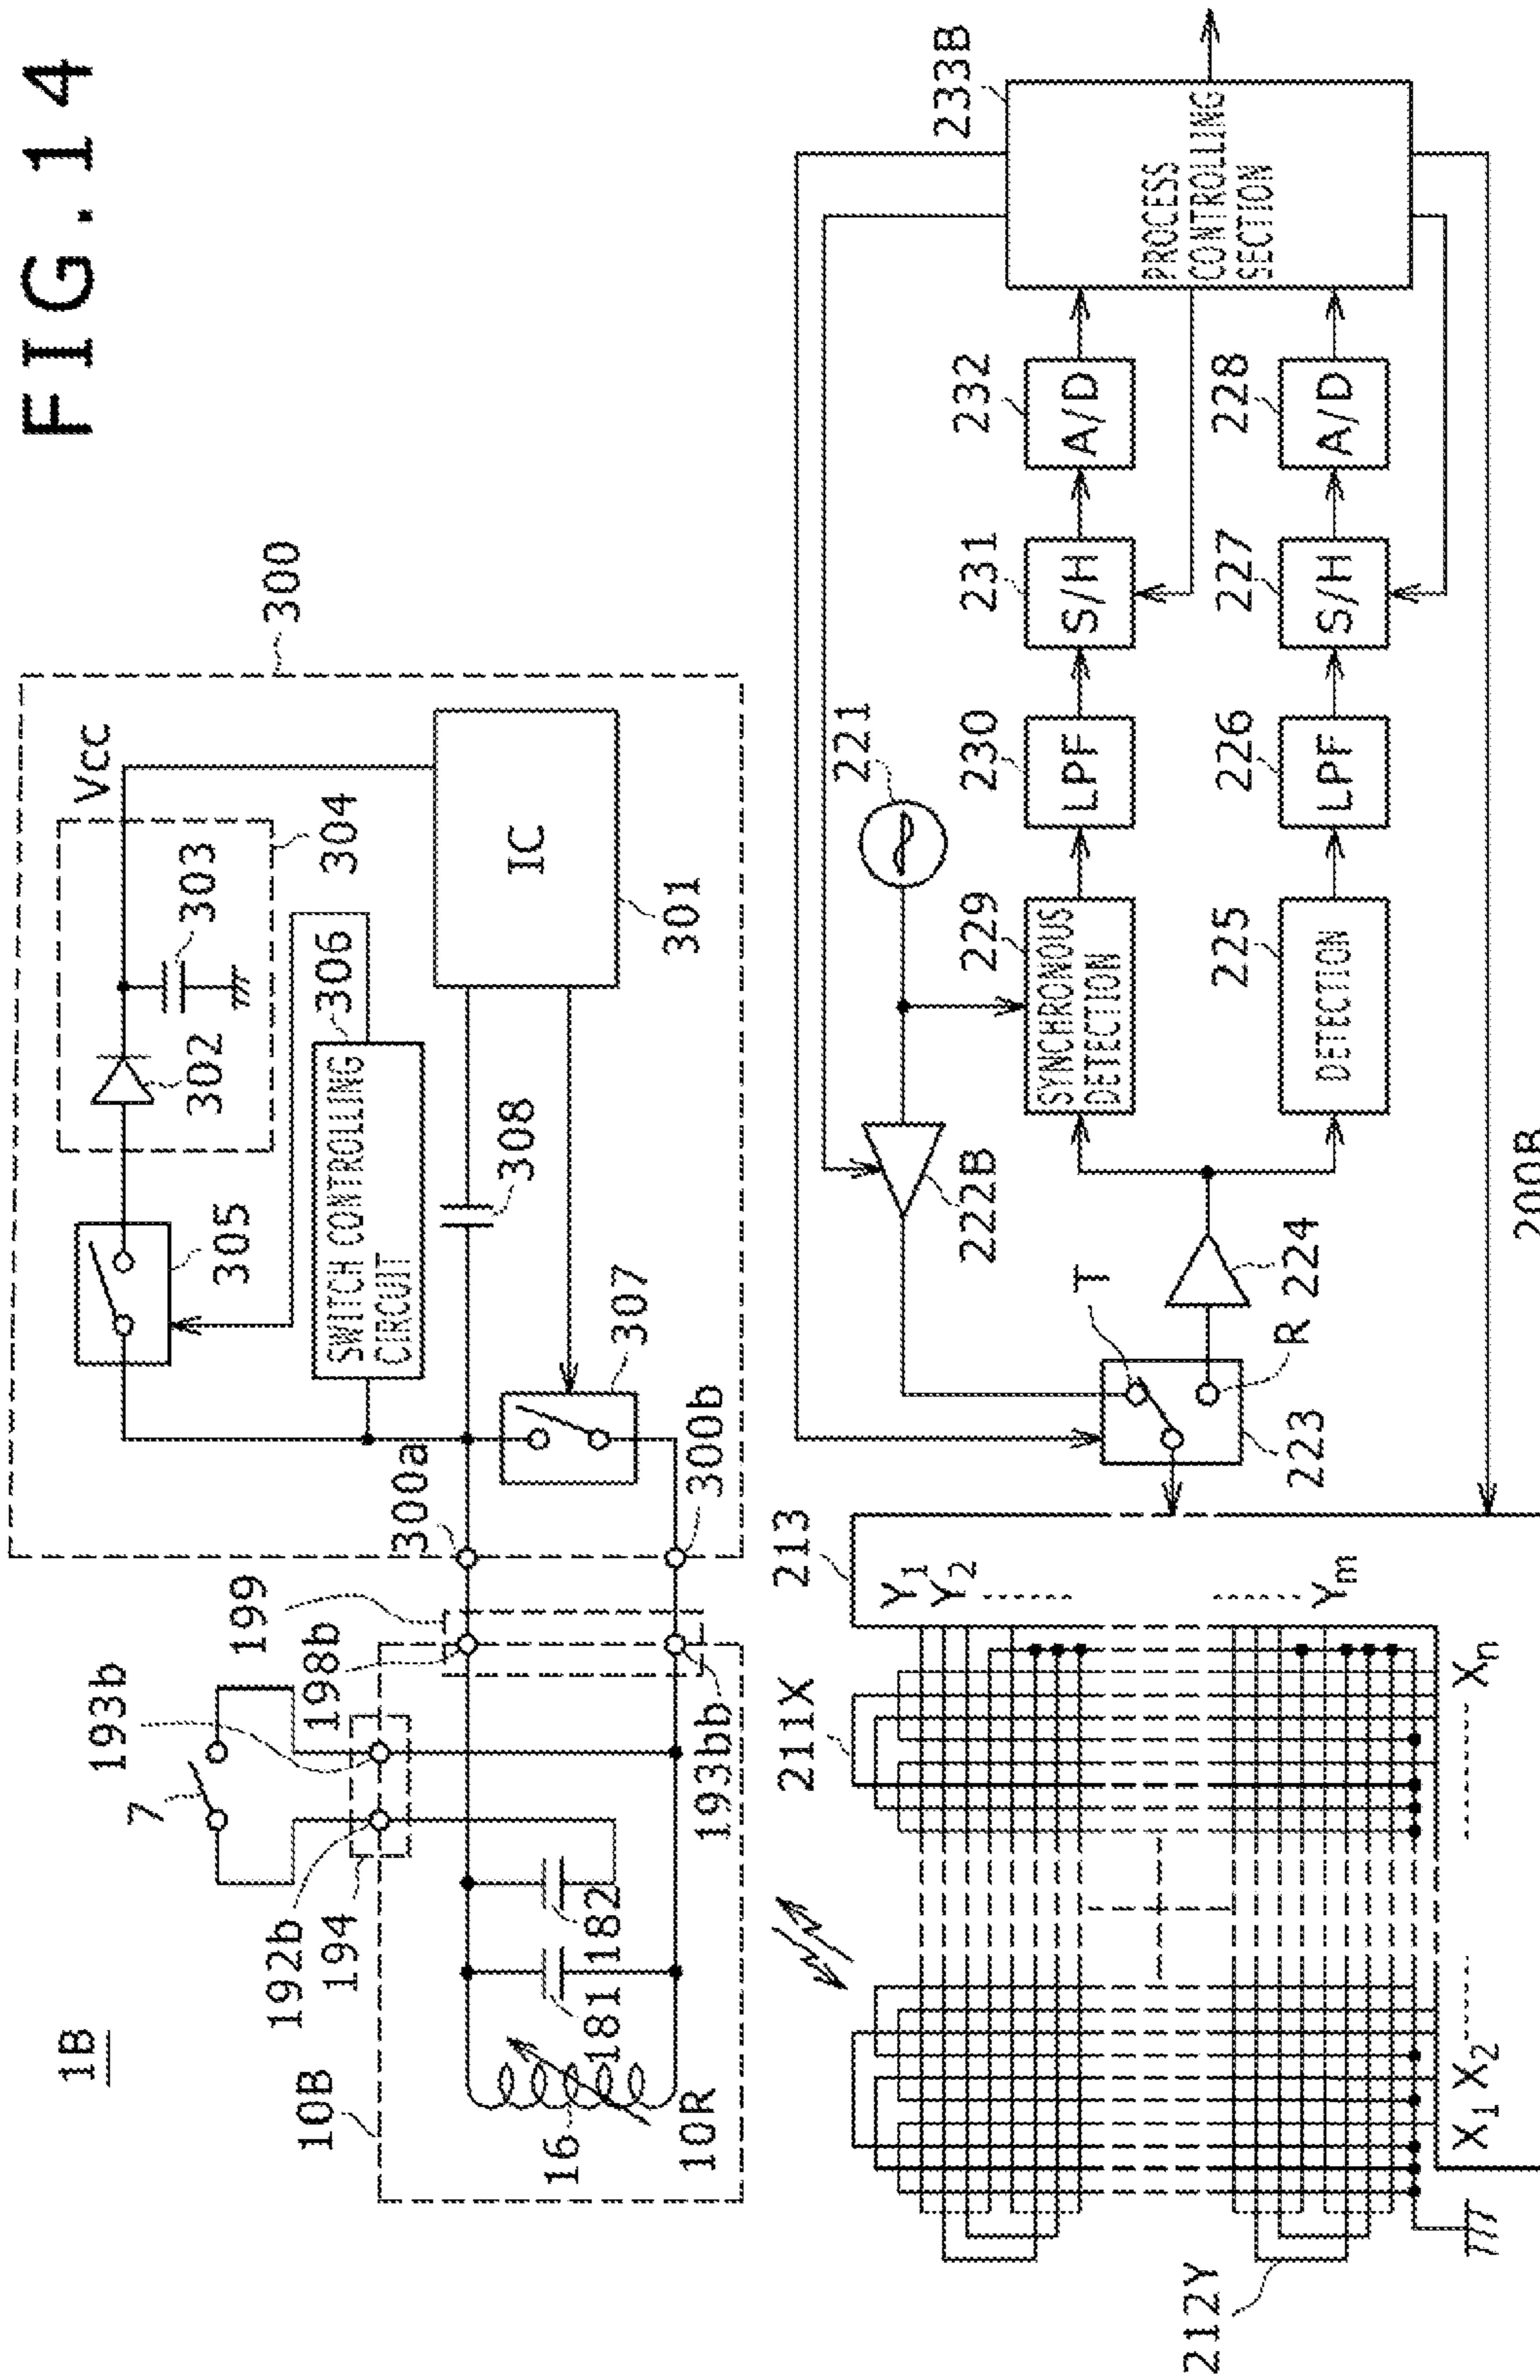 FIG.14
1B
300
Vcc
304
303
302
305
306
SWITCH CONTROLLING
CIRCUIT
IC
301
308
307
300a
300b
199
198b
193b
7
192b
194
193bb
182
181
16
10R
10B
233B
PROCESS
CONTROLLING
SECTION
232
A/D
228
A/D
231
S/H
227
S/H
221
230
LPF
226
LPF
229
SYNCHRONOUS
DETECTION
225
DETECTION
222B
224
T
R
223
213
Y1
Y2
Ym
211X
Xn
X1 X2
212Y
200B